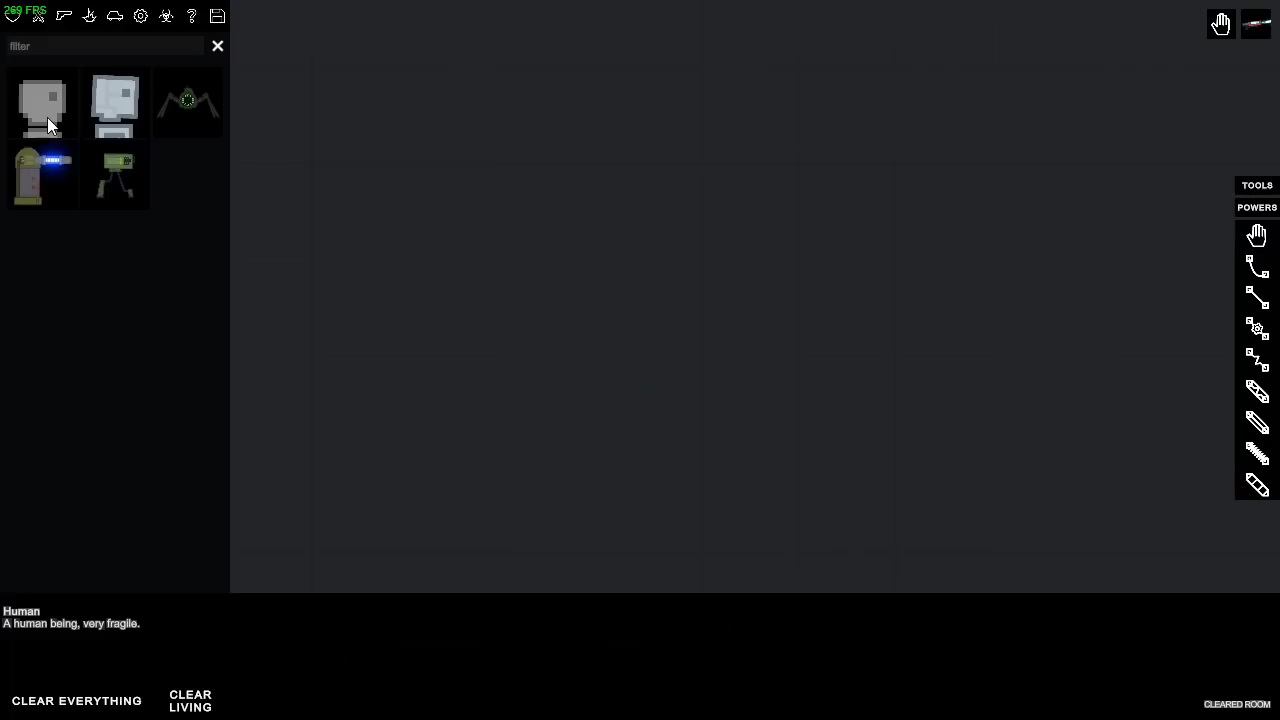 269 FPS
filter
TOOLS
POWERS
Human
A human being, very fragile.
CLEAR EVERYTHING
CLEAR
LIVING
CLEARED ROOM